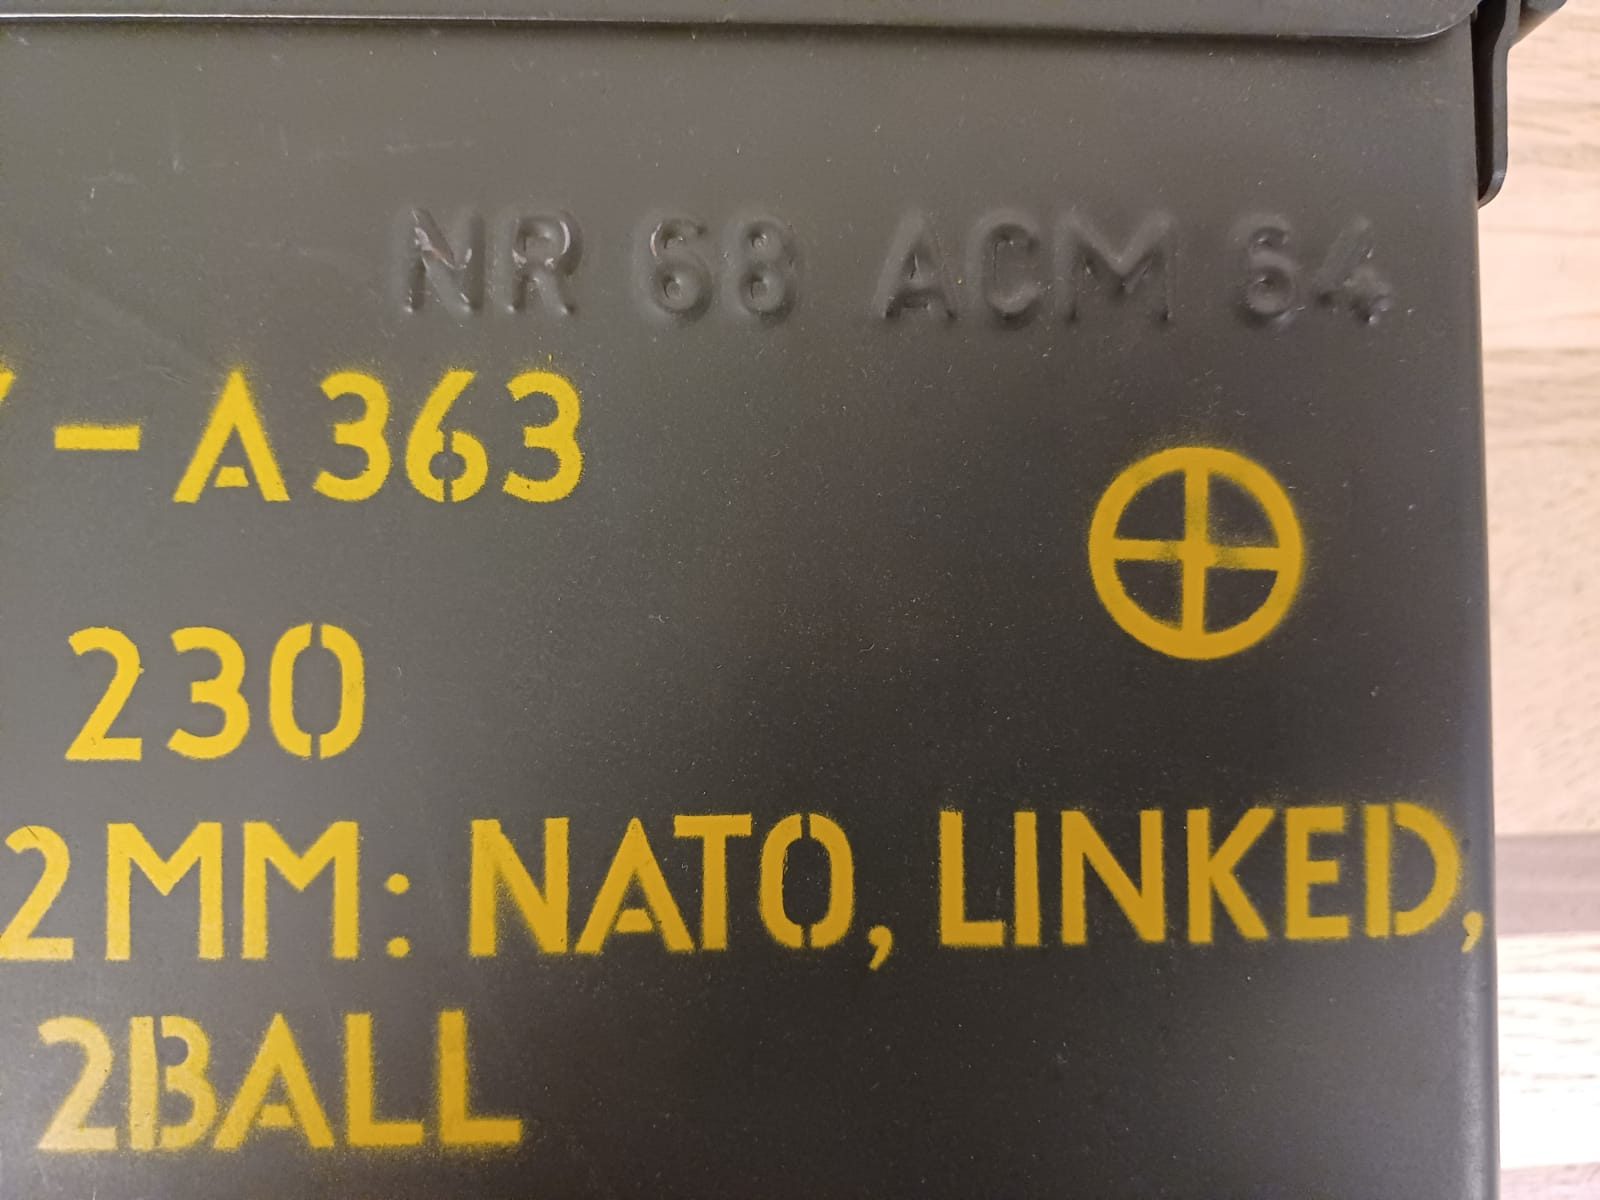 NR 68 ACM 64
-A363
230
2MM: NATO, LINKED,
2BALL